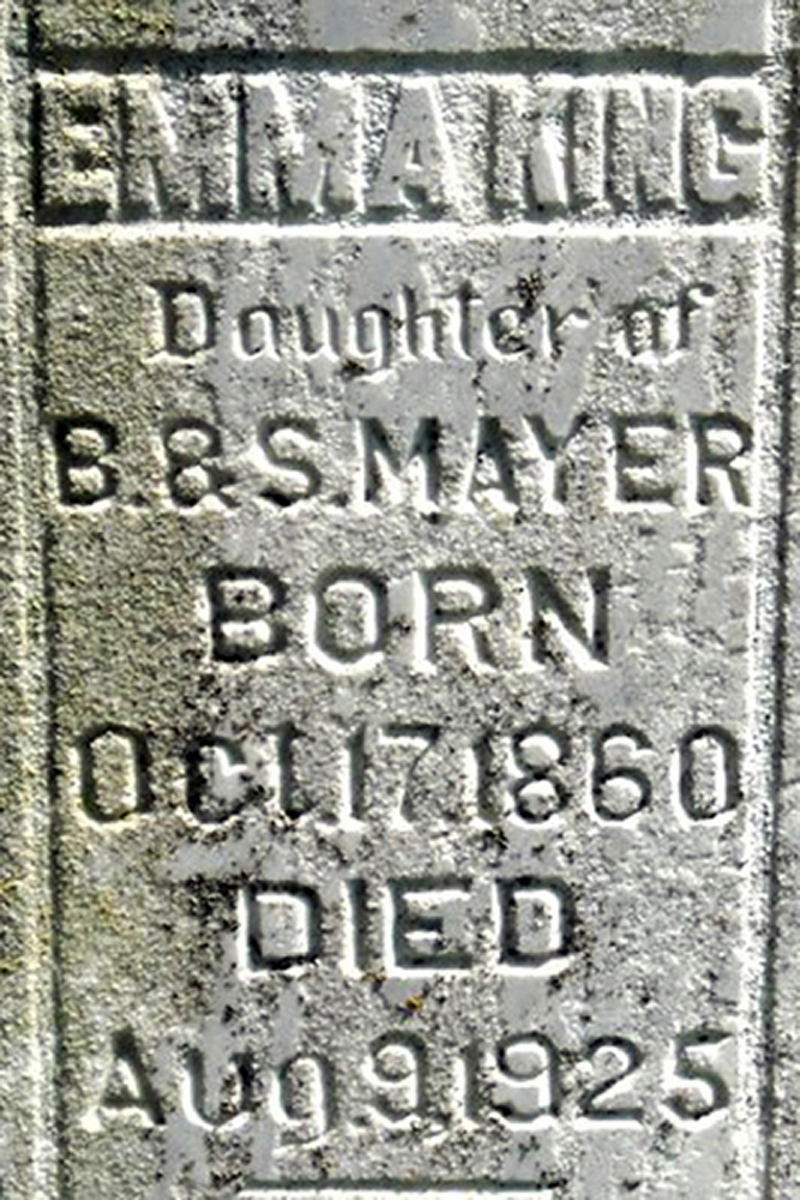 EMMA KING
Daughter of
B. & S. MAYER
BORN
Oct. 17, 1860
DIED
Aug. 9, 1925